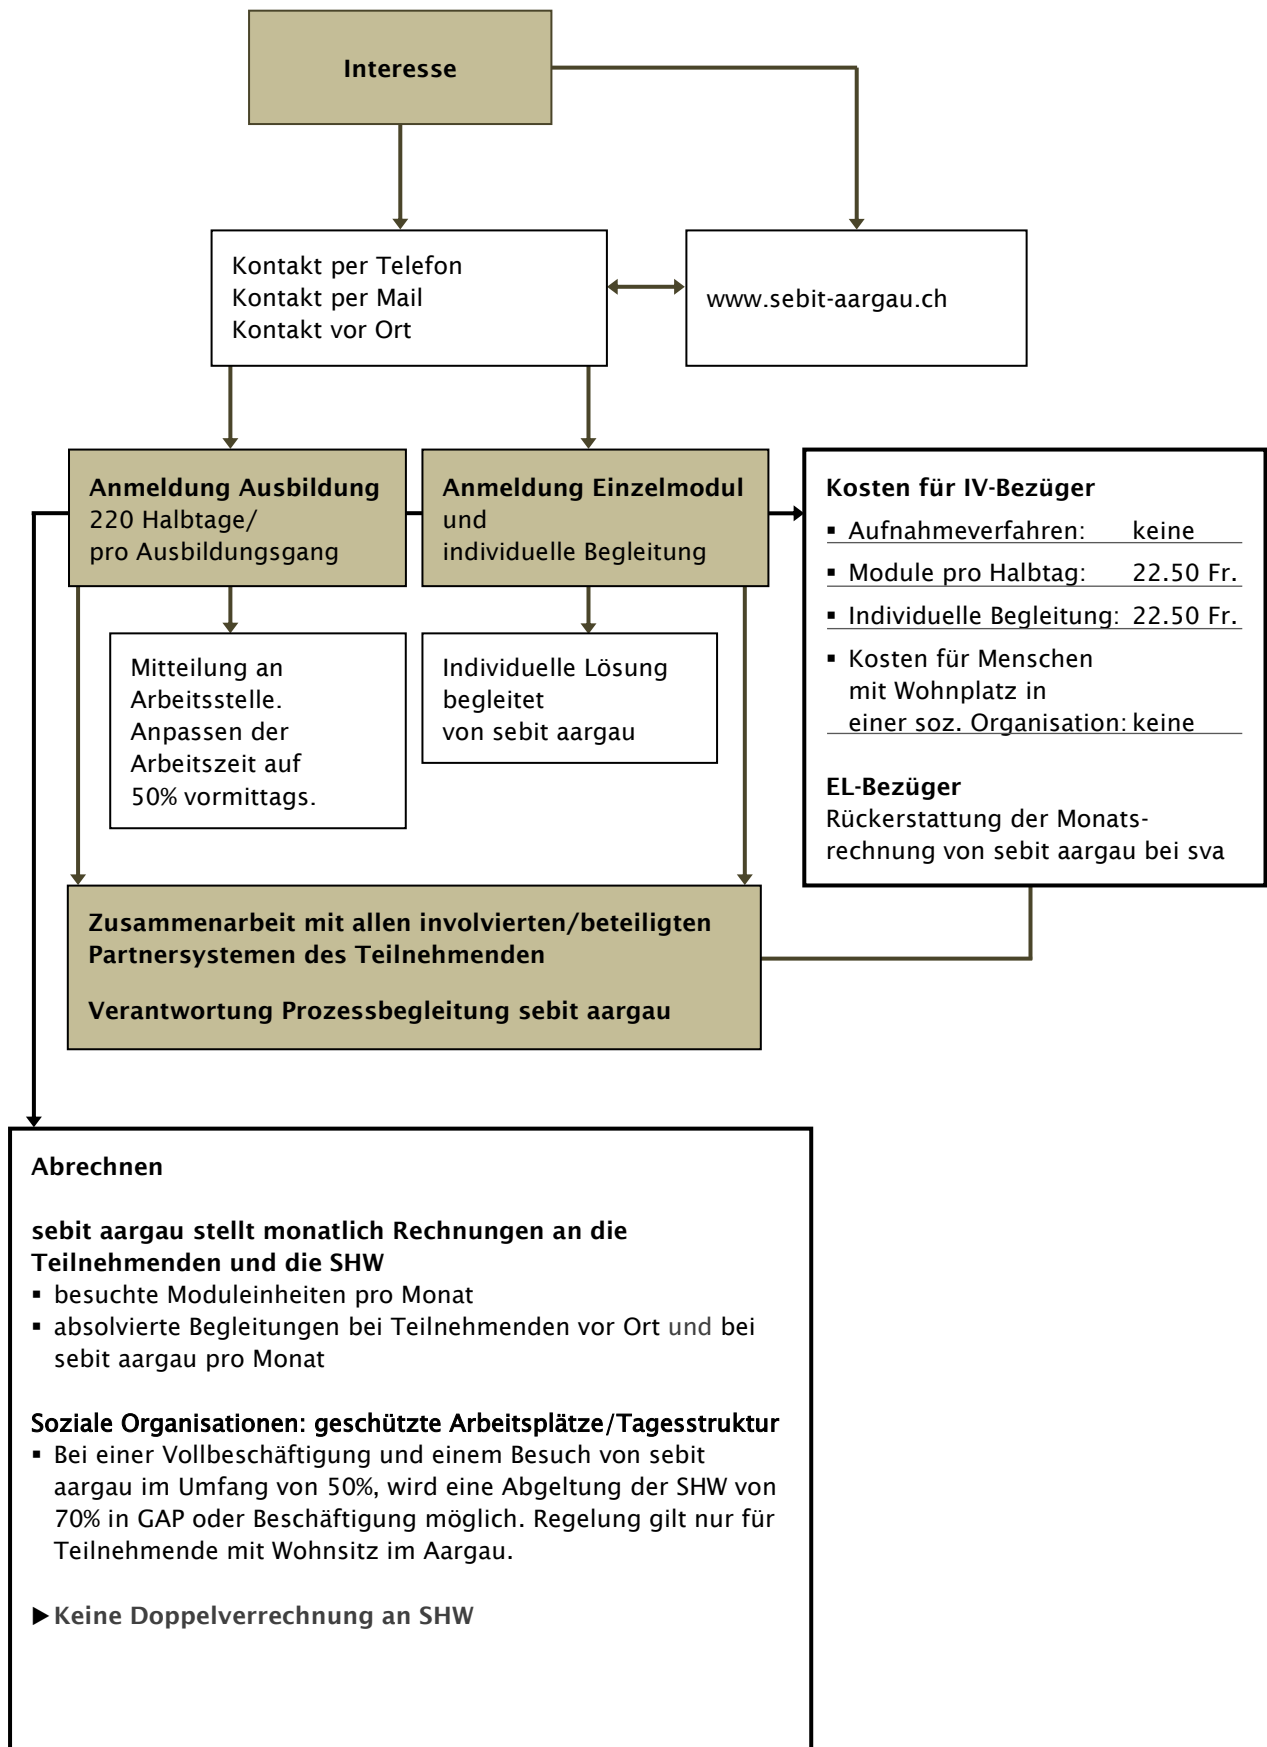 Interesse
Kontakt per Telefon
Kontakt per Mail
Kontakt vor Ort
www.sebit-aargau.ch
Anmeldung Ausbildung
220 Halbtage/
pro Ausbildungsgang
Anmeldung Einzelmodul
und
individuelle Begleitung
Kosten für IV-Bezüger
▪ Aufnahmeverfahren: keine
▪ Module pro Halbtag: 22.50 Fr.
▪ Individuelle Begleitung: 22.50 Fr.
▪ Kosten für Menschen
mit Wohnplatz in
einer soz. Organisation: keine
EL-Bezüger
Rückerstattung der Monats-
rechnung von sebit aargau bei sva
Mitteilung an
Arbeitsstelle.
Anpassen der
Arbeitszeit auf
50% vormittags.
Individuelle Lösung
begleitet
von sebit aargau
Zusammenarbeit mit allen involvierten/beteiligten
Partnersystemen des Teilnehmenden
Verantwortung Prozessbegleitung sebit aargau
Abrechnen
sebit aargau stellt monatlich Rechnungen an die
Teilnehmenden und die SHW
▪ besuchte Moduleinheiten pro Monat
▪ absolvierte Begleitungen bei Teilnehmenden vor Ort und bei
sebit aargau pro Monat
Soziale Organisationen: geschützte Arbeitsplätze/Tagesstruktur
▪ Bei einer Vollbeschäftigung und einem Besuch von sebit
aargau im Umfang von 50%, wird eine Abgeltung der SHW von
70% in GAP oder Beschäftigung möglich. Regelung gilt nur für
Teilnehmende mit Wohnsitz im Aargau.
▶ Keine Doppelverrechnung an SHW